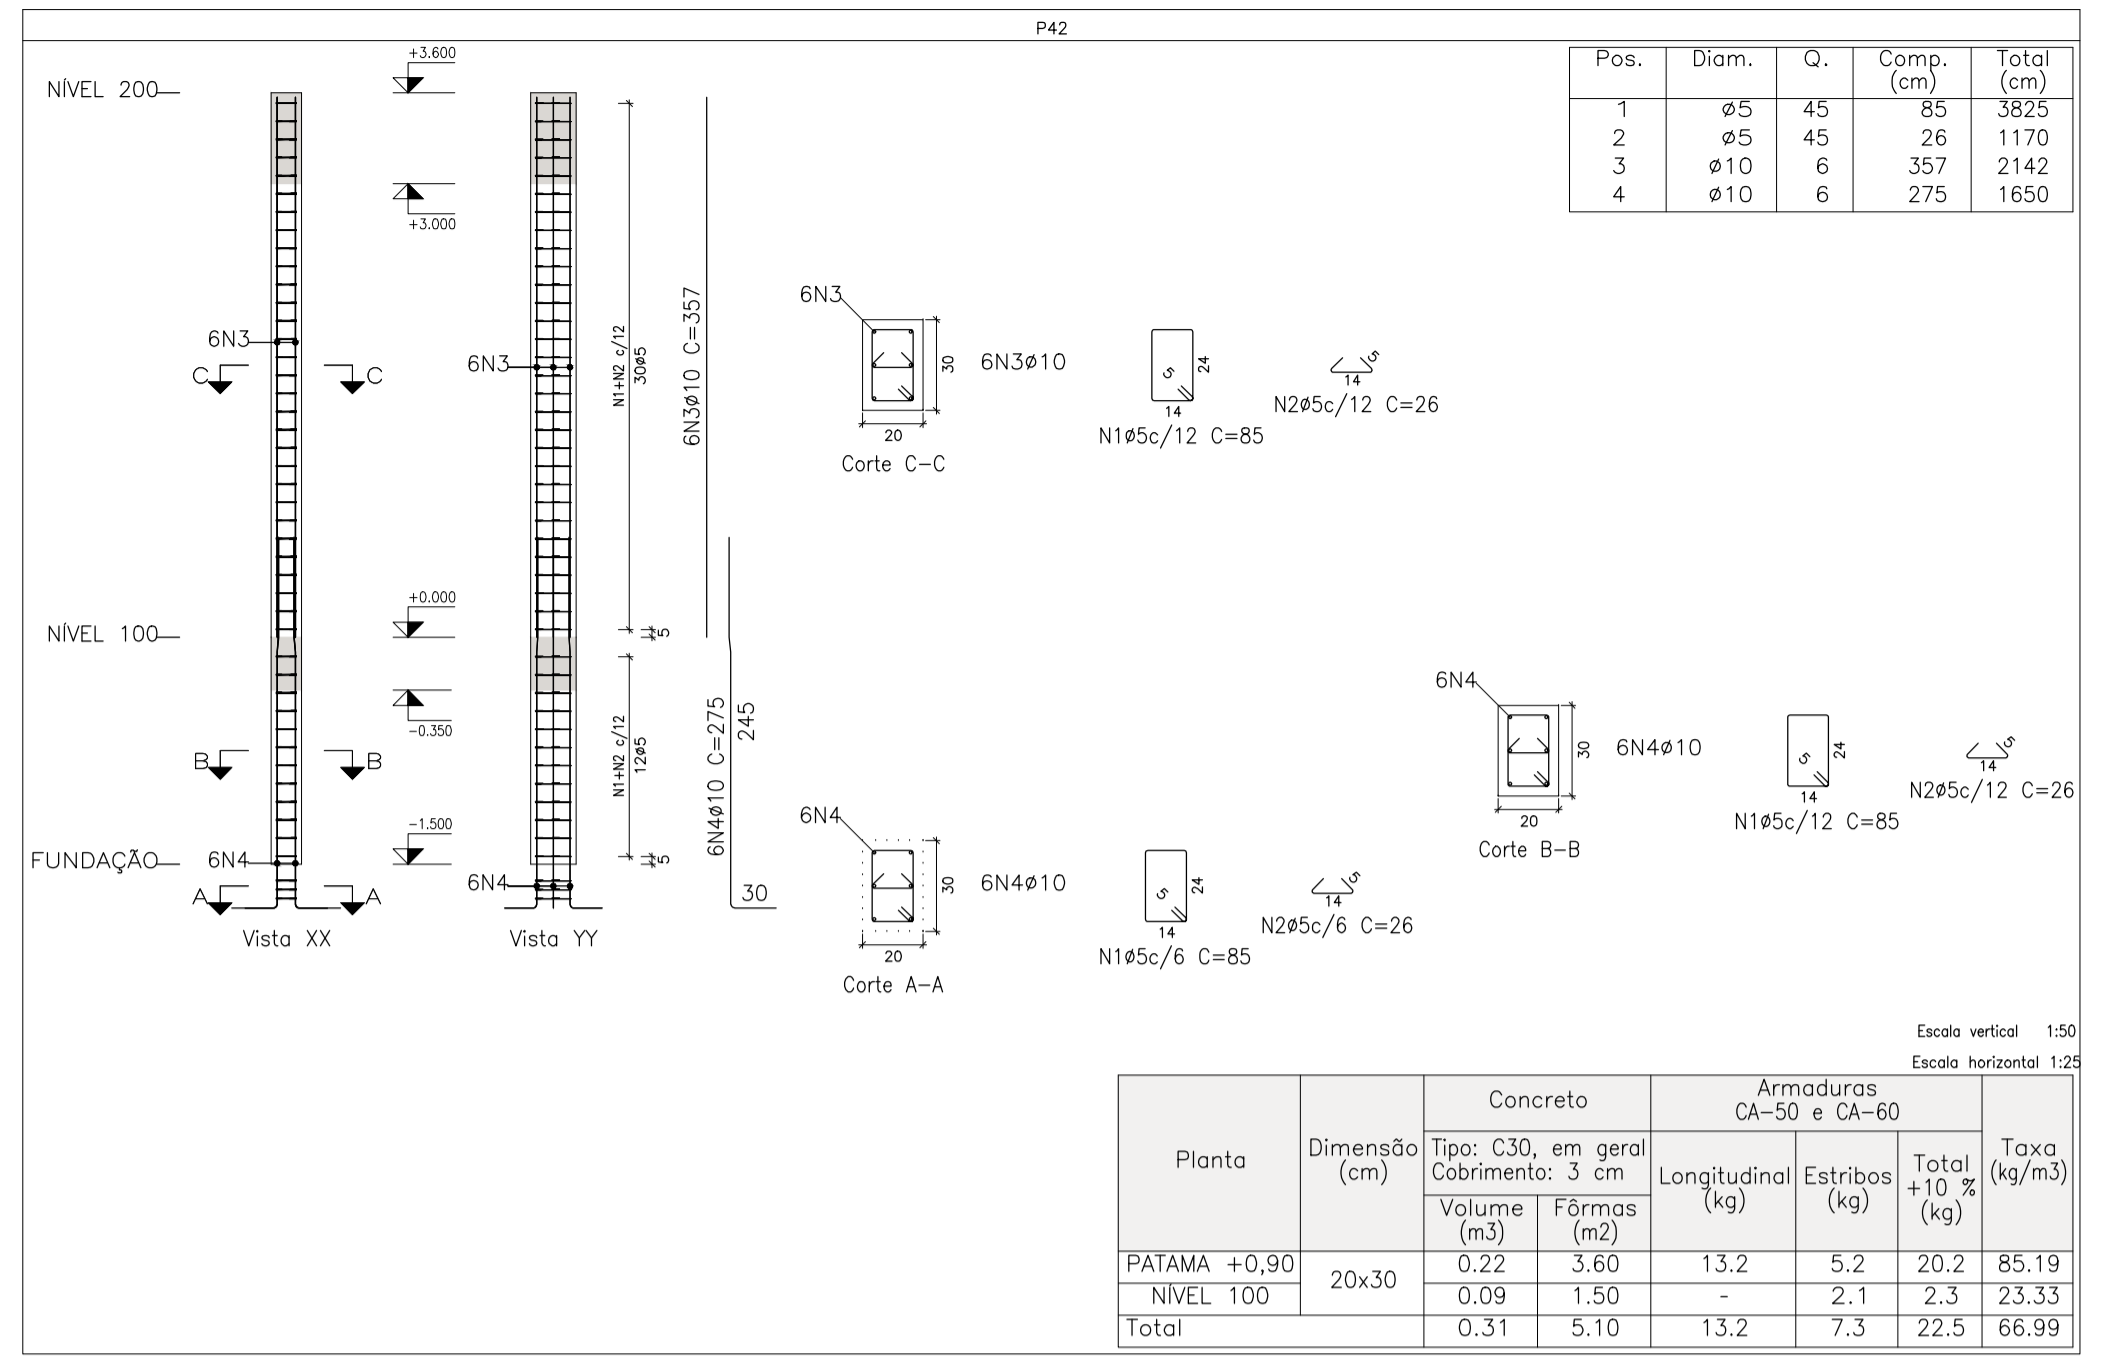 P42
Pos. Diam. Q. Comp. (cm) Total (cm)
1 ø5 45 85 3825
2 ø5 45 26 1170
3 ø10 6 357 2142
4 ø10 6 275 1650
NÍVEL 200
+3.600
+3.000
6N3
C C
6N3
N1+N2 c/12
30ø5
6N3ø10 C=357
6N3
30
20
6N3ø10
Corte C-C
5
24
14
N1ø5c/12 C=85
5
14
N2ø5c/12 C=26
NÍVEL 100
+0.000
5
-0.350
B B
N1+N2 c/12
12ø5
6N4ø10 C=275
245
30
FUNDAÇÃO
-1.500
6N4
5
A A
6N4
Vista XX
Vista YY
6N4
30
20
6N4ø10
Corte A-A
5
24
14
N1ø5c/6 C=85
5
14
N2ø5c/6 C=26
6N4
30
20
6N4ø10
Corte B-B
5
24
14
N1ø5c/12 C=85
5
14
N2ø5c/12 C=26
Escala vertical 1:50
Escala horizontal 1:25
Planta
Dimensão
(cm)
Concreto
Tipo: C30, em geral
Cobrimento: 3 cm
Volume
(m3)
Fôrmas
(m2)
Armaduras
CA-50 e CA-60
Longitudinal
(kg)
Estribos
(kg)
Total
+10 %
(kg)
Taxa
(kg/m3)
PATAMA +0,90 20x30 0.22 3.60 13.2 5.2 20.2 85.19
NÍVEL 100 0.09 1.50 - 2.1 2.3 23.33
Total 0.31 5.10 13.2 7.3 22.5 66.99